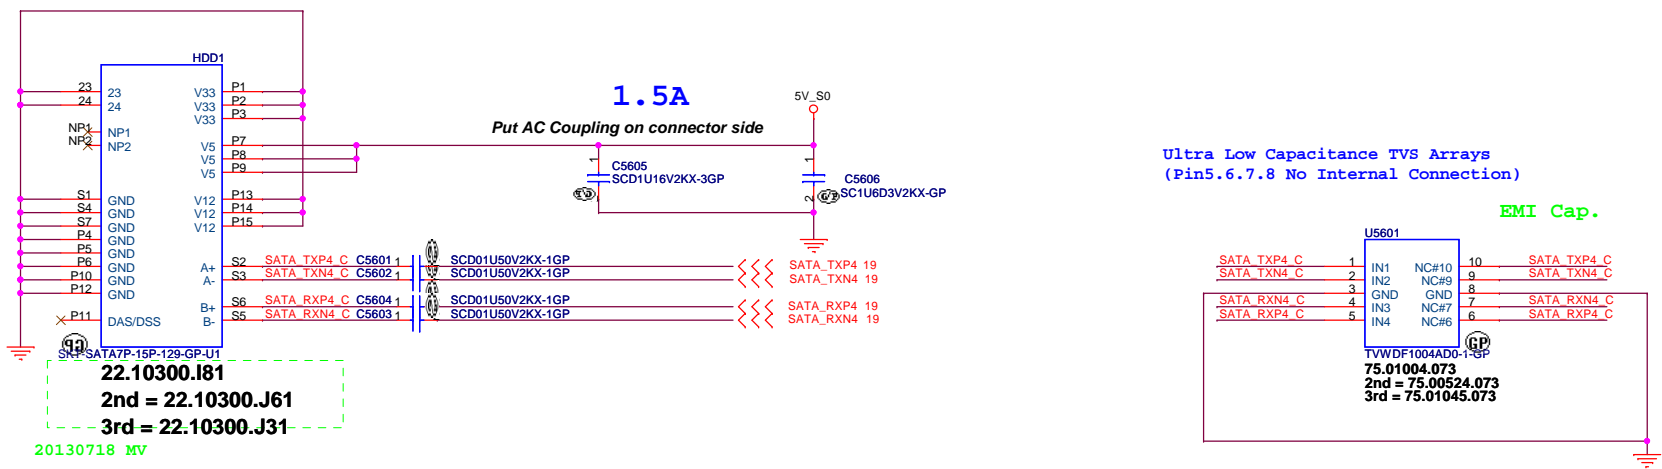 HDD1
23 23 V33 P1
24 24 V33 P2
V33 P3
NP1 NP1
NP2 NP2 V5 P7
V5 P8
V5 P9
S1 GND V12 P13
S4 GND V12 P14
S7 GND V12 P15
P4 GND
P5 GND
P6 GND A+ S2 SATA_TXP4_C C5601 1 SCD01U50V2KX-1GP SATA_TXP4 19
P10 GND A- S3 SATA_TXN4_C C5602 1 SCD01U50V2KX-1GP SATA_TXN4 19
P12 GND
B+ S6 SATA_RXP4_C C5604 1 SCD01U50V2KX-1GP SATA_RXP4 19
P11 DAS/DSS B- S5 SATA_RXN4_C C5603 1 SCD01U50V2KX-1GP SATA_RXN4 19
SKT-SATA7P-15P-129-GP-U1
22.10300.I81
2nd = 22.10300.J61
3rd = 22.10300.J31
20130718 MV
1.5A
Put AC Coupling on connector side
5V_S0
1
C5605
SCD1U16V2KX-3GP
1
C5606
SC1U6D3V2KX-GP
2
Ultra Low Capacitance TVS Arrays
(Pin5.6.7.8 No Internal Connection)
EMI Cap.
U5601
SATA_TXP4_C 1 IN1 NC#10 10 SATA_TXP4_C
SATA_TXN4_C 2 IN2 NC#9 9 SATA_TXN4_C
3 GND GND 8
SATA_RXN4_C 4 IN3 NC#7 7 SATA_RXN4_C
SATA_RXP4_C 5 IN4 NC#6 6 SATA_RXP4_C
GP
TVWDF1004AD0-1-GP
75.01004.073
2nd = 75.00524.073
3rd = 75.01045.073